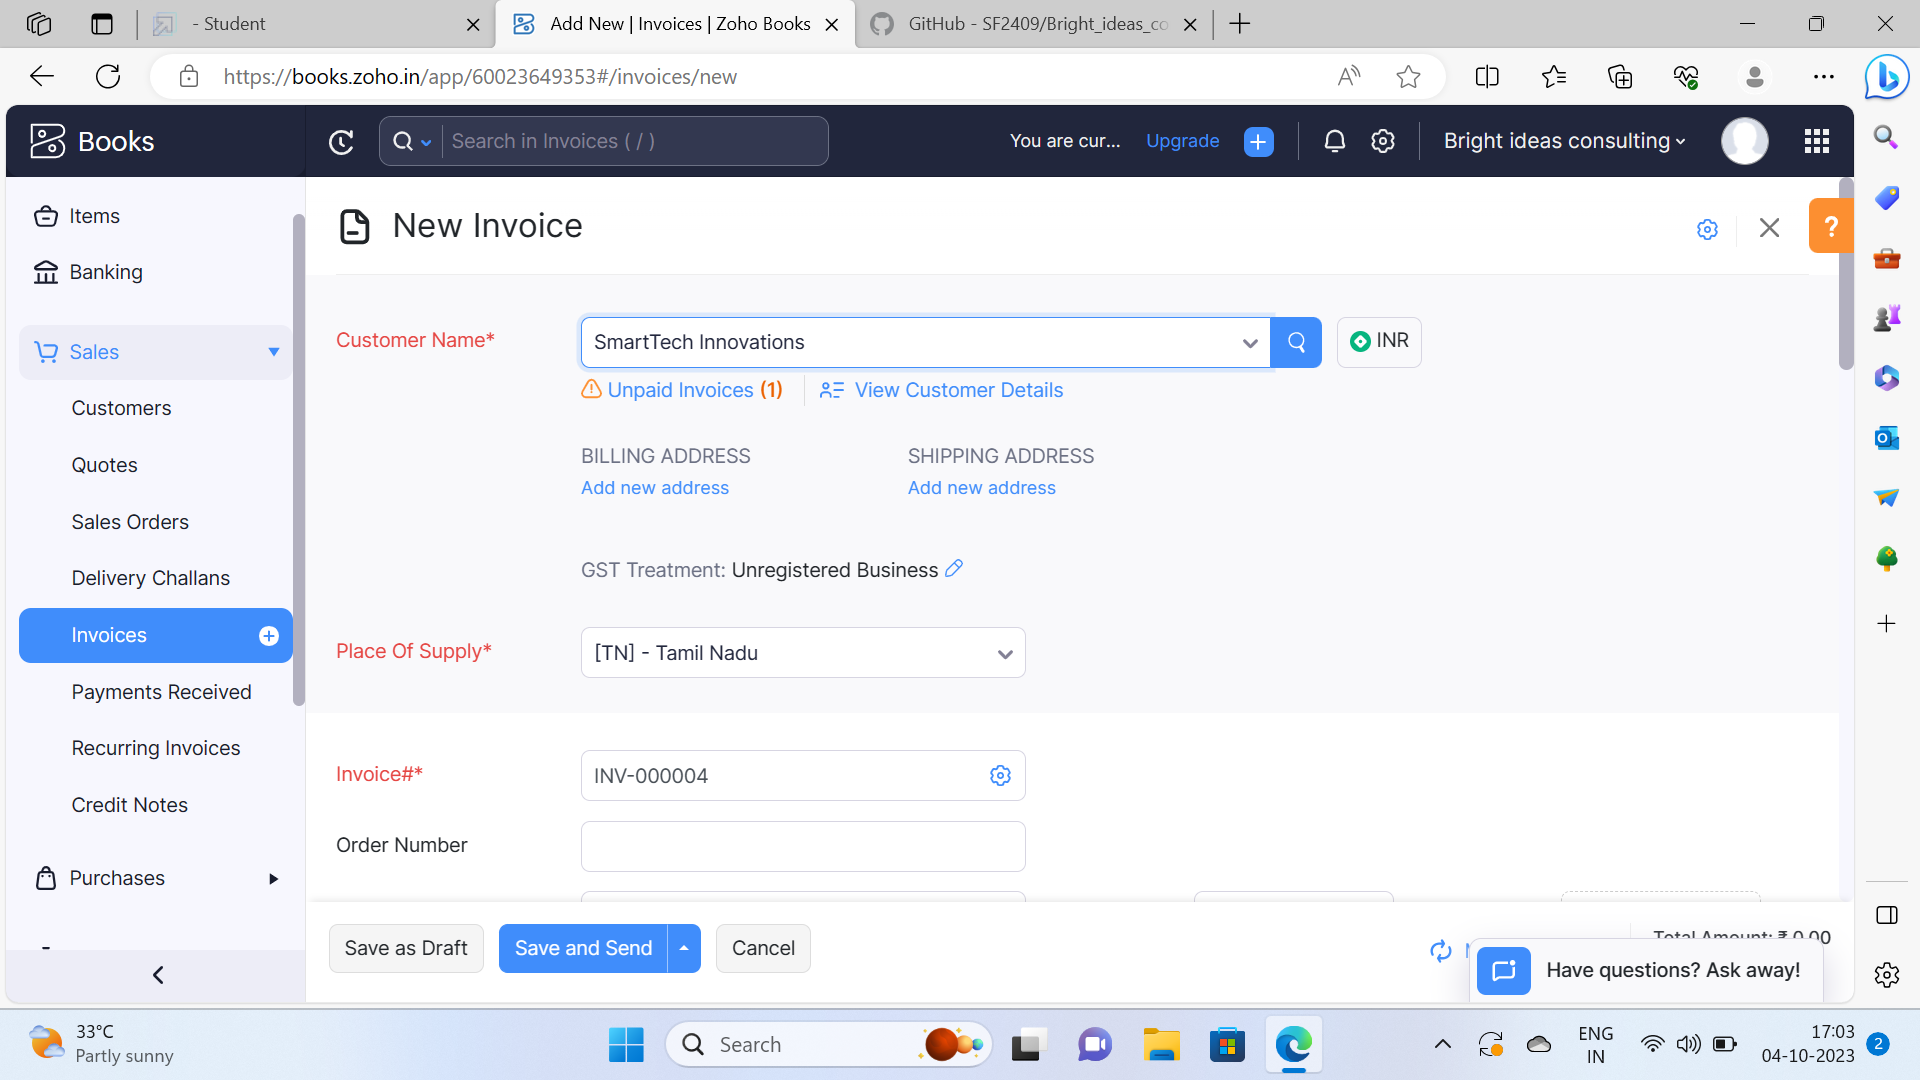 - Student
Add New | Invoices | Zoho Books
GitHub - SF2409/Bright_ideas_co
https://books.zoho.in/app/60023649353#/invoices/new
Books
Search in Invoices ( / )
You are cur...
Upgrade
Bright ideas consulting
Items
Banking
Sales
Customers
Quotes
Sales Orders
Delivery Challans
Invoices
Payments Received
Recurring Invoices
Credit Notes
Purchases
New Invoice
?
Customer Name*
SmartTech Innovations
INR
Unpaid Invoices (1)
View Customer Details
BILLING ADDRESS
SHIPPING ADDRESS
Add new address
Add new address
GST Treatment: Unregistered Business
Place Of Supply*
[TN] - Tamil Nadu
Invoice#*
INV-000004
Order Number
Save as Draft
Save and Send
Cancel
Total Amount: ₹ 0.00
Have questions? Ask away!
33°C
Partly sunny
Search
ENG
IN
17:03
04-10-2023
2